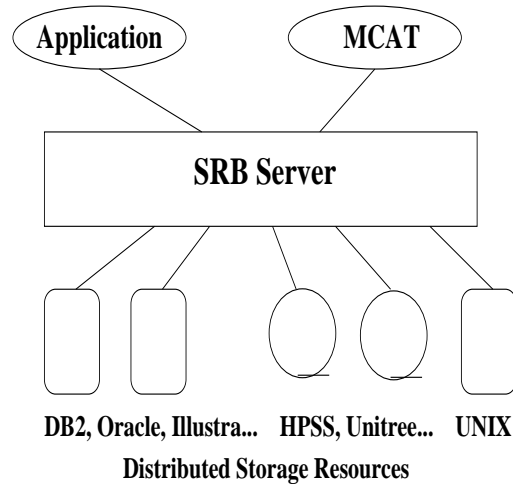 Application
MCAT
SRB Server
DB2, Oracle, Illustra... HPSS, Unitree... UNIX
Distributed Storage Resources